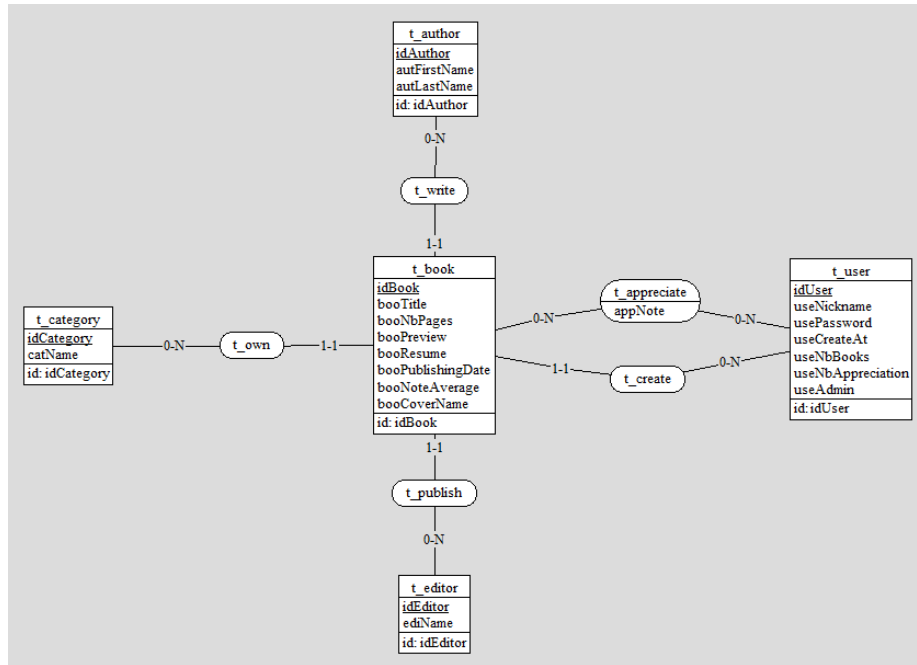 t_author
idAuthor
autFirstName
autLastName
id: idAuthor
0-N
t_write
1-1
t_book
idBook
booTitle
booNbPages
booPreview
booResume
booPublishingDate
booNoteAverage
booCoverName
id: idBook
t_category
idCategory
catName
id: idCategory
0-N
t_own
1-1
0-N
t_appreciate
appNote
0-N
1-1
t_create
0-N
t_user
idUser
useNickname
usePassword
useCreateAt
useNbBooks
useNbAppreciation
useAdmin
id: idUser
1-1
t_publish
0-N
t_editor
idEditor
ediName
id: idEditor